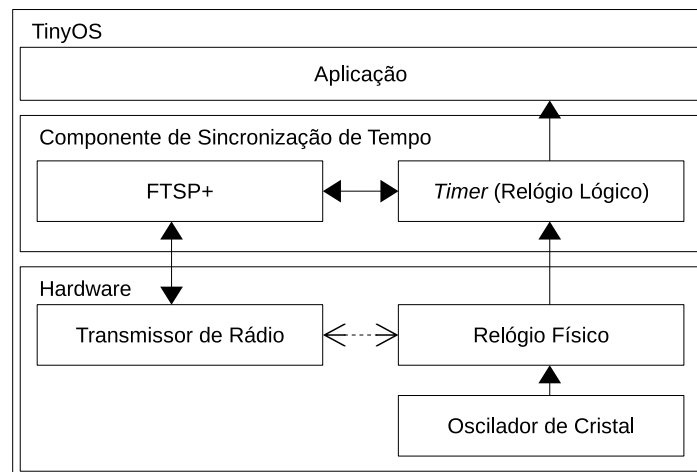 TinyOS
Aplicação
Componente de Sincronização de Tempo
FTSP+
Timer (Relógio Lógico)
Hardware
Transmissor de Rádio
Relógio Físico
Oscilador de Cristal